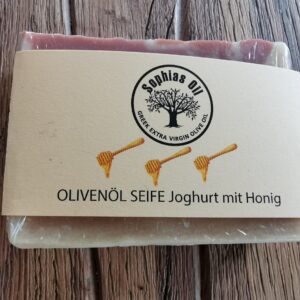 Sophias Oil
GREEK EXTRA VIRGIN OLIVE OIL
OLIVENÖL SEIFE Joghurt mit Honig